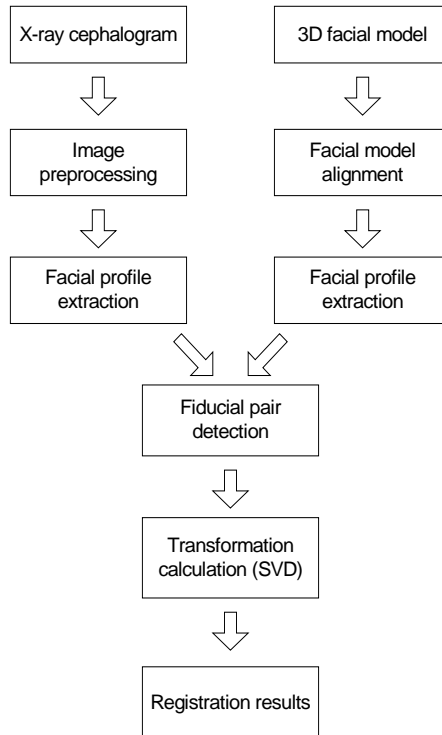 X-ray cephalogram
3D facial model
Image
preprocessing
Facial model
alignment
Facial profile
extraction
Facial profile
extraction
Fiducial pair
detection
Transformation
calculation (SVD)
Registration results